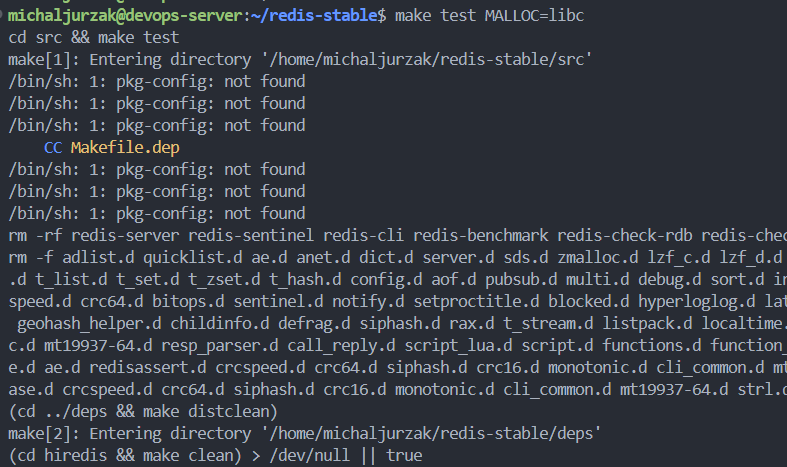 michaljurzak@devops-server:~/redis-stable$ make test MALLOC=libc
cd src && make test
make[1]: Entering directory '/home/michaljurzak/redis-stable/src'
/bin/sh: 1: pkg-config: not found
/bin/sh: 1: pkg-config: not found
/bin/sh: 1: pkg-config: not found
CC Makefile.dep
/bin/sh: 1: pkg-config: not found
/bin/sh: 1: pkg-config: not found
/bin/sh: 1: pkg-config: not found
rm -rf redis-server redis-sentinel redis-cli redis-benchmark redis-check-rdb redis-chec
rm -f adlist.d quicklist.d ae.d anet.d dict.d server.d sds.d zmalloc.d lzf_c.d lzf_d.d
.d t_list.d t_set.d t_zset.d t_hash.d config.d aof.d pubsub.d multi.d debug.d sort.d in
speed.d crc64.d bitops.d sentinel.d notify.d setproctitle.d blocked.d hyperloglog.d lat
geohash_helper.d childinfo.d defrag.d siphash.d rax.d t_stream.d listpack.d localtime.
c.d mt19937-64.d resp_parser.d call_reply.d script_lua.d script.d functions.d function_
e.d ae.d redisassert.d crcspeed.d crc64.d siphash.d crc16.d monotonic.d cli_common.d mt
ase.d crcspeed.d crc64.d siphash.d crc16.d monotonic.d cli_common.d mt19937-64.d strl.d
(cd ../deps && make distclean)
make[2]: Entering directory '/home/michaljurzak/redis-stable/deps'
(cd hiredis && make clean) > /dev/null || true